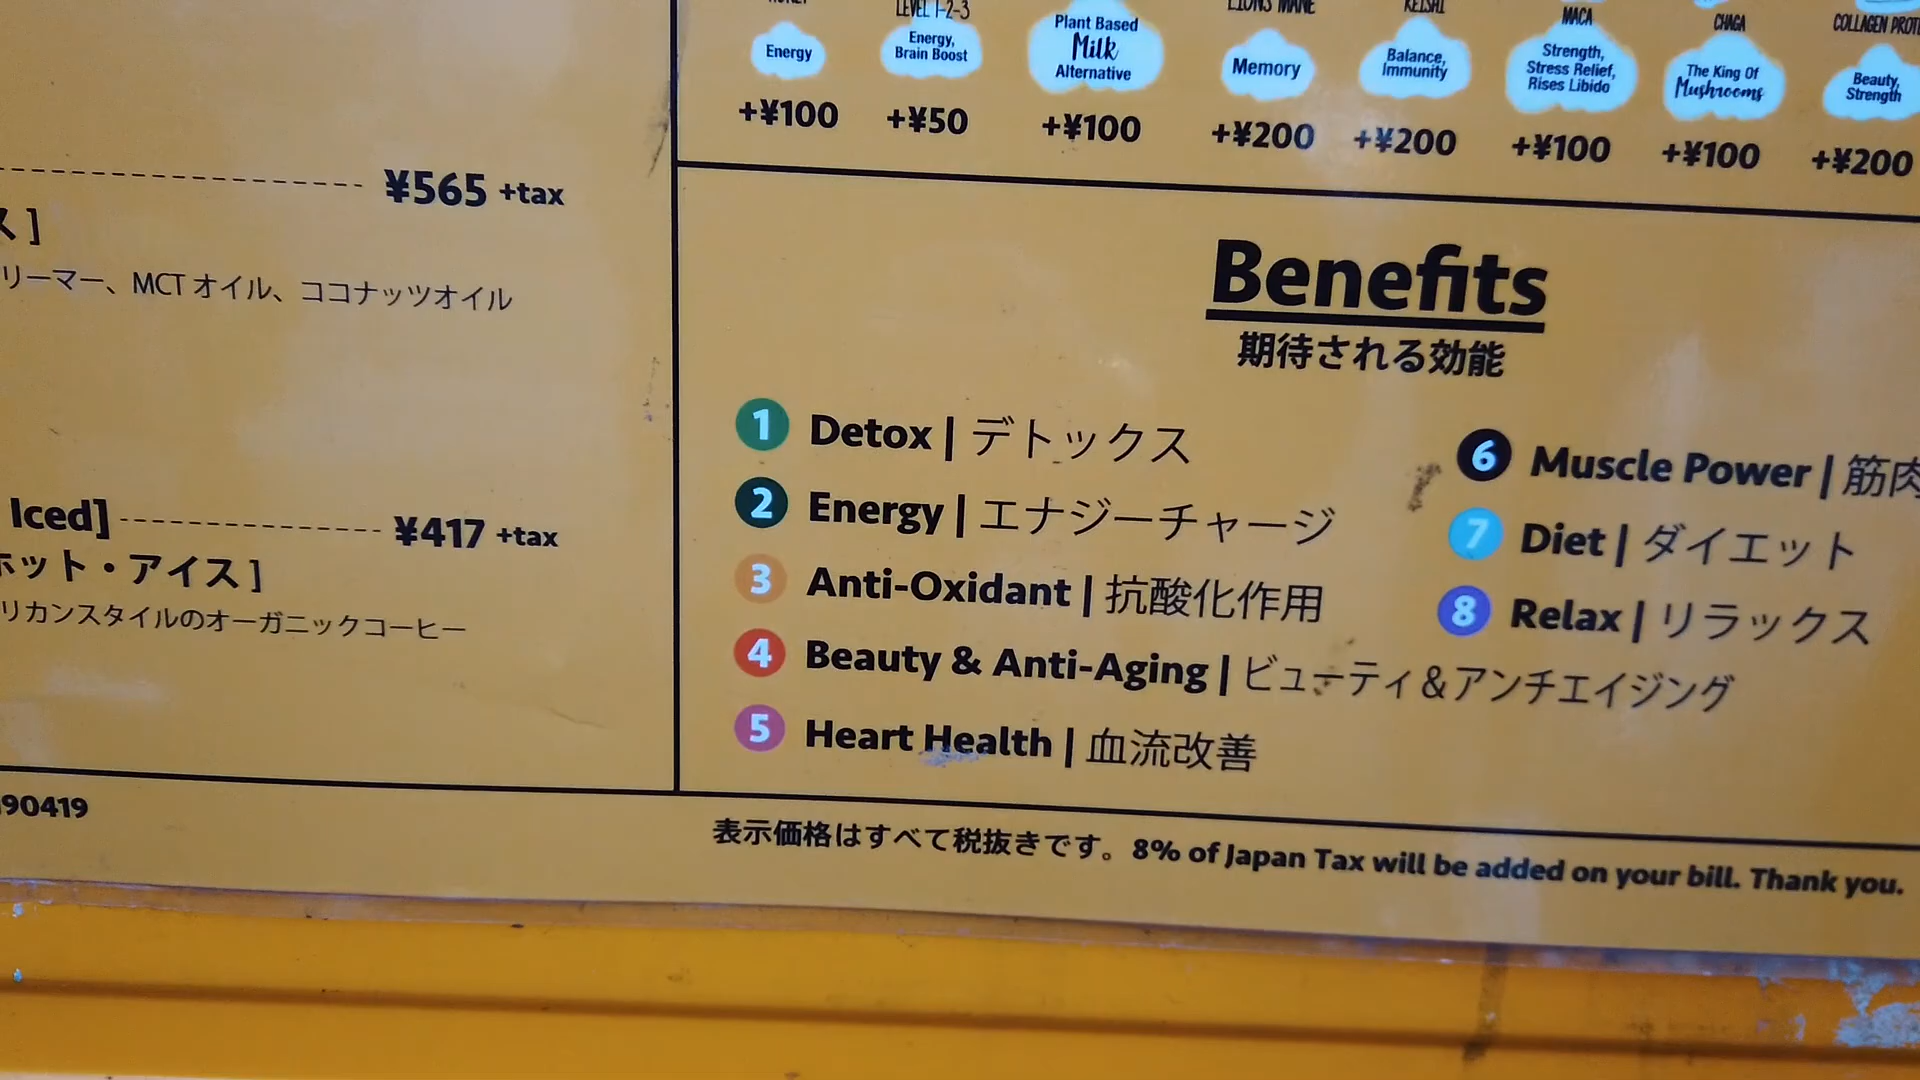 LEVEL 1-2-3
LIONS MANE
REISHI
MACA
CHAGA
COLLAGEN
Energy
Energy,
Brain Boost
Plant Based
Milk
Alternative
Memory
Balance,
Immunity
Strength,
Stress Relief,
Rises Libido
The King Of
Mushrooms
Beauty,
Strength
+¥100
+¥50
+¥100
+¥200
+¥200
+¥100
+¥100
+¥200
¥565 +tax
ス ]
リーマー、MCT オイル、ココナッツオイル
Iced] ¥417 +tax
ホット・アイス ]
リカンスタイルのオーガニックコーヒー
90419
Benefits
期待される効能
1 Detox | デトックス
2 Energy | エナジーチャージ
3 Anti-Oxidant | 抗酸化作用
4 Beauty & Anti-Aging | ビューティ&アンチエイジング
5 Heart Health | 血流改善
6 Muscle Power | 筋肉
7 Diet | ダイエット
8 Relax | リラックス
表示価格はすべて税抜きです。8% of Japan Tax will be added on your bill. Thank you.